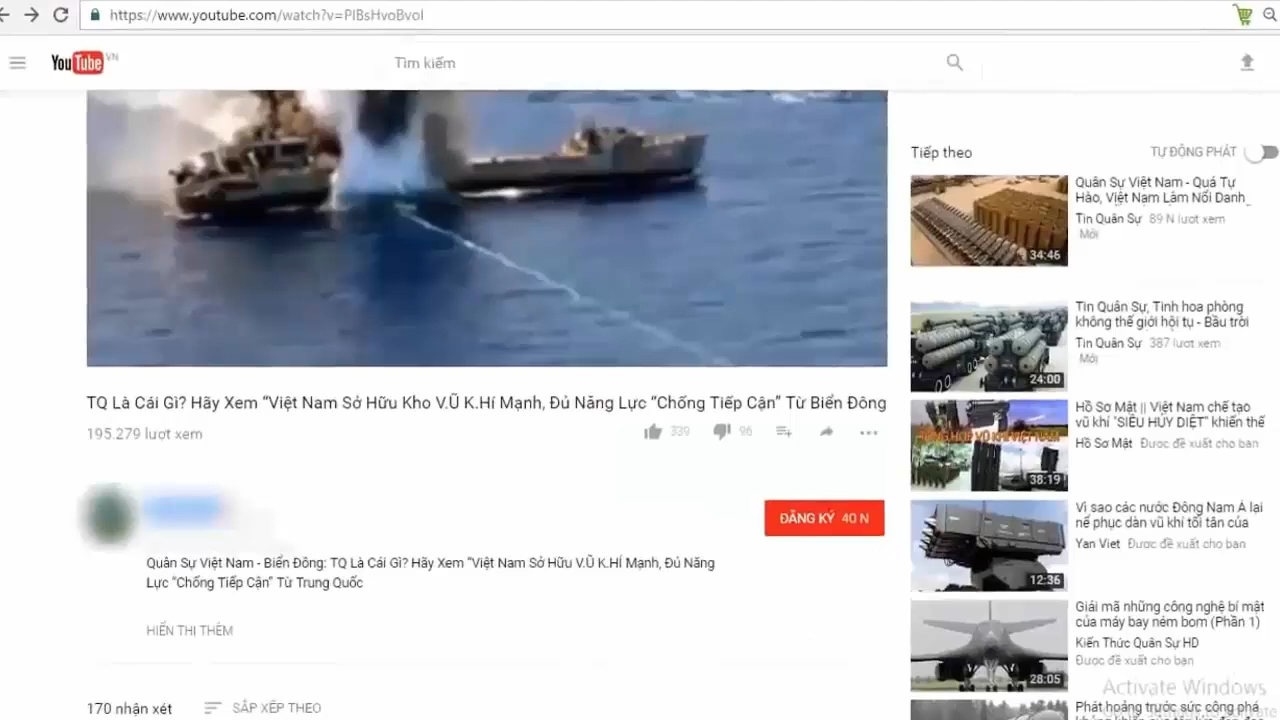 https://www.youtube.com/watch?v=PIBsHvoBvoI
YouTube VN
Tìm kiếm
TQ Là Cái Gì? Hãy Xem “Việt Nam Sở Hữu Kho V.Ũ K.Hí Mạnh, Đủ Năng Lực “Chống Tiếp Cận” Từ Biển Đông
195.279 lượt xem
339
96
ĐĂNG KÝ 40 N
Quân Sự Việt Nam - Biển Đông: TQ Là Cái Gì? Hãy Xem “Việt Nam Sở Hữu V.Ũ K.HÍ Mạnh, Đủ Năng
Lực “Chống Tiếp Cận” Từ Trung Quốc
HIỂN THỊ THÊM
170 nhận xét
SẮP XẾP THEO
Tiếp theo
TỰ ĐỘNG PHÁT
34:46
Quân Sự Việt Nam - Quá Tự
Hào, Việt Nam Làm Nổi Danh
Tin Quân Sự 89 N lượt xem
Mới
24:00
Tin Quân Sự, Tinh hoa phòng
không thế giới hội tụ - Bầu trời
Tin Quân Sự 387 lượt xem
Mới
VŨ KHÍ VIỆT NAM
38:19
Hồ Sơ Mật || Việt Nam chế tạo
vũ khí "SIÊU HỦY DIỆT" khiến thế
Hồ Sơ Mật Được đề xuất cho bạn
12:36
Vì sao các nước Đông Nam Á lại
nể phục dàn vũ khí tối tân của
Yan Viet Được đề xuất cho bạn
28:05
Giải mã những công nghệ bí mật
của máy bay ném bom (Phần 1)
Kiến Thức Quân Sự HD
Được đề xuất cho bạn
Phát hoảng trước sức công phá
Activate Windows